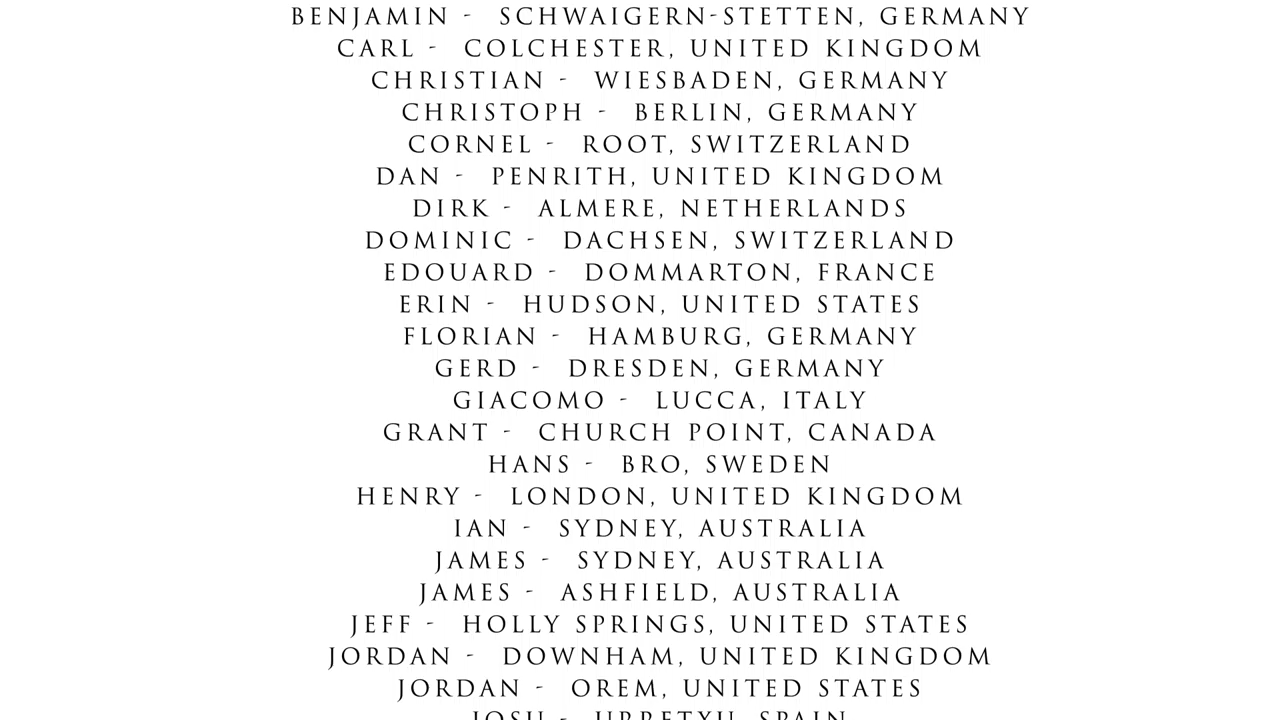 BENJAMIN - SCHWAIGERN-STETTEN, GERMANY
CARL - COLCHESTER, UNITED KINGDOM
CHRISTIAN - WIESBADEN, GERMANY
CHRISTOPH - BERLIN, GERMANY
CORNEL - ROOT, SWITZERLAND
DAN - PENRITH, UNITED KINGDOM
DIRK - ALMERE, NETHERLANDS
DOMINIC - DACHSEN, SWITZERLAND
EDOUARD - DOMMARTON, FRANCE
ERIN - HUDSON, UNITED STATES
FLORIAN - HAMBURG, GERMANY
GERD - DRESDEN, GERMANY
GIACOMO - LUCCA, ITALY
GRANT - CHURCH POINT, CANADA
HANS - BRO, SWEDEN
HENRY - LONDON, UNITED KINGDOM
IAN - SYDNEY, AUSTRALIA
JAMES - SYDNEY, AUSTRALIA
JAMES - ASHFIELD, AUSTRALIA
JEFF - HOLLY SPRINGS, UNITED STATES
JORDAN - DOWNHAM, UNITED KINGDOM
JORDAN - OREM, UNITED STATES
JOSU - URRETXU, SPAIN